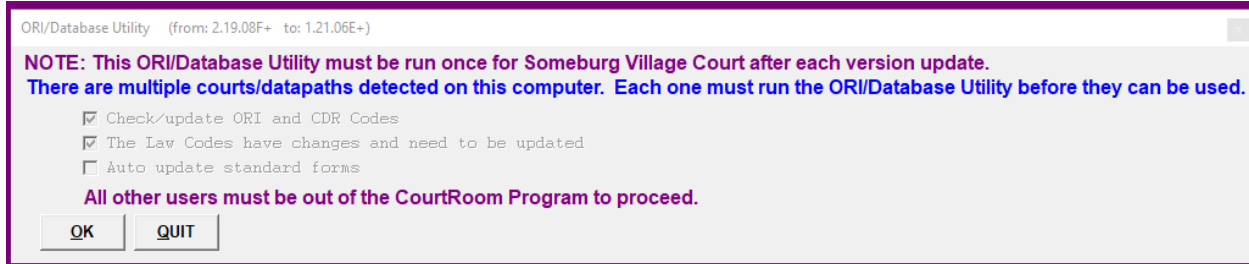 ORI/Database Utility (from: 2.19.08F+ to: 1.21.06E+)
NOTE: This ORI/Database Utility must be run once for Someburg Village Court after each version update.
There are multiple courts/datapaths detected on this computer. Each one must run the ORI/Database Utility before they can be used.
Check/update ORI and CDR Codes
The Law Codes have changes and need to be updated
Auto update standard forms
All other users must be out of the CourtRoom Program to proceed.
OK QUIT